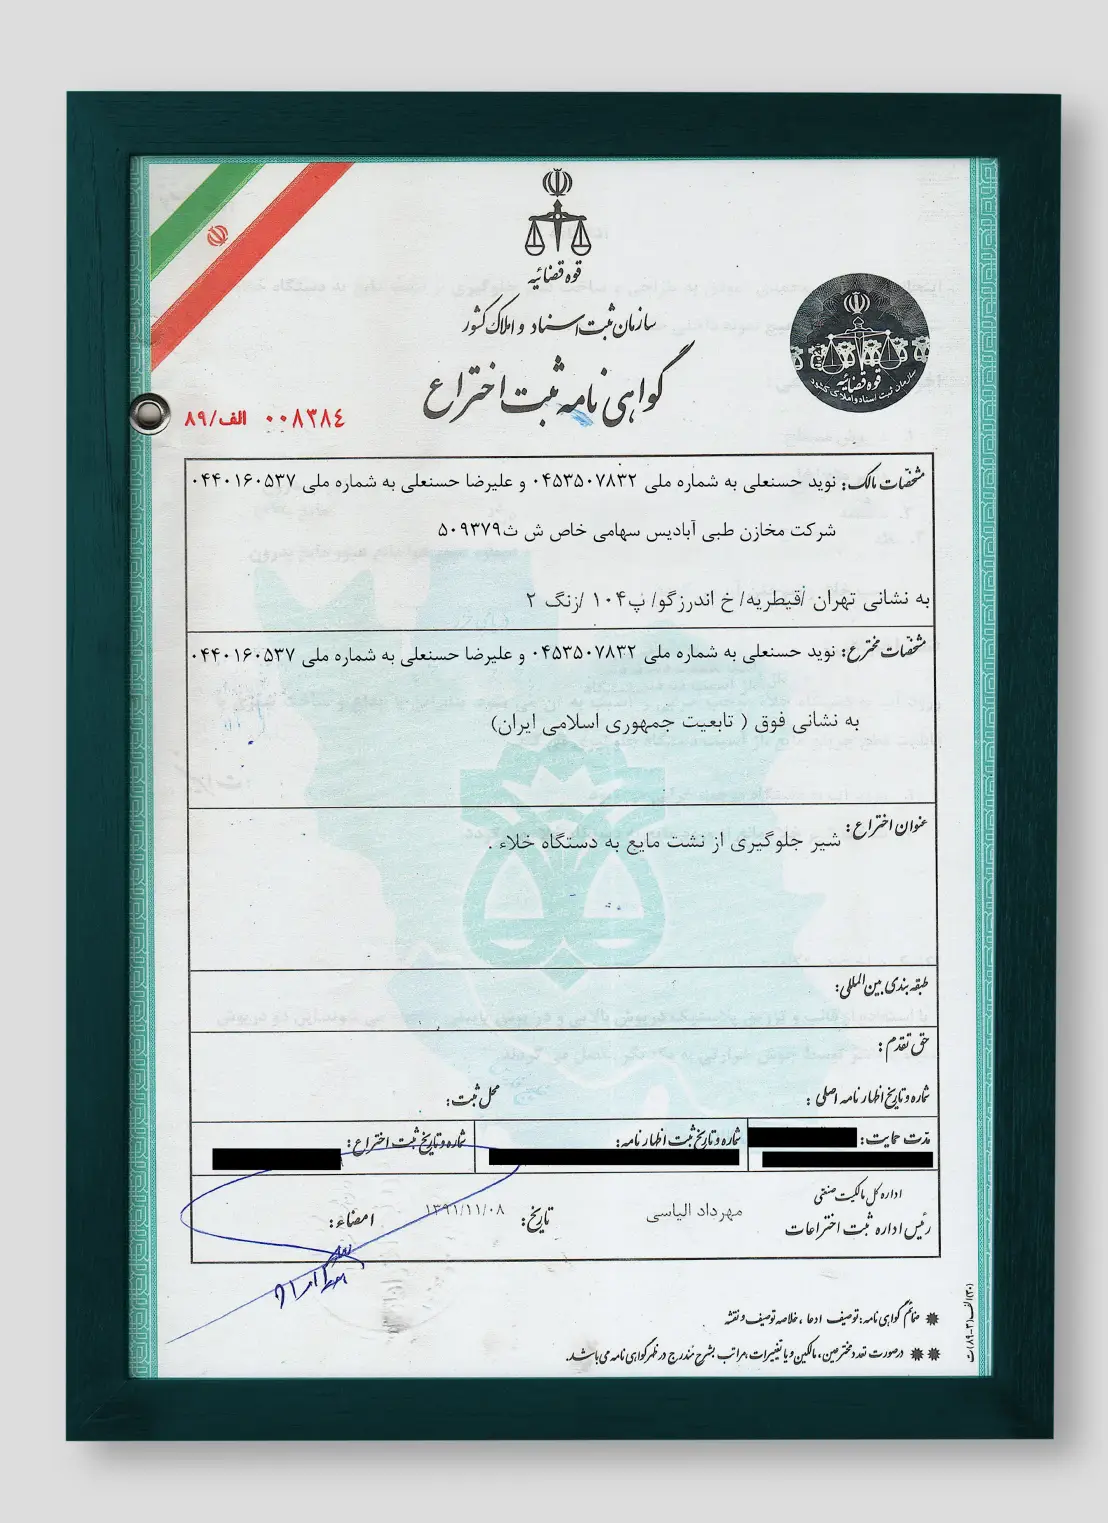 قوه قضائیه
سازمان ثبت اسناد و املاک کشور
گواهی نامه ثبت اختراع
۰۰۸۳۸۴ الف/۸۹
قوه قضائیه
سازمان ثبت اسناد و املاک کشور
مشخصات مالک: نوید حسنعلی به شماره ملی ۰۴۵۳۵۰۷۸۳۲ و علیرضا حسنعلی به شماره ملی ۰۴۴۰۱۶۰۵۳۷
شرکت مخازن طبی آبادیس سهامی خاص ش ث۵۰۹۳۷۹
به نشانی تهران /قیطریه/ خ اندرزگو/ پ۱۰۴ /زنگ ۲
مشخصات مخترع: نوید حسنعلی به شماره ملی ۰۴۵۳۵۰۷۸۳۲ و علیرضا حسنعلی به شماره ملی ۰۴۴۰۱۶۰۵۳۷
به نشانی فوق ( تابعیت جمهوری اسلامی ایران)
عنوان اختراع: شیر جلوگیری از نشت مایع به دستگاه خلاء .
طبقه بندی بین المللی:
حق تقدم:
شماره و تاریخ اظهار نامه اصلی : محل ثبت:
مدت حمایت: شماره و تاریخ ثبت اظهار نامه: شماره و تاریخ ثبت اختراع:
اداره کل مالکیت صنعتی
رئیس اداره ثبت اختراعات مهرداد الیاسی تاریخ: ۱۳۹۱/۱۱/۰۸ امضاء:
ضمائم گواهی نامه: توصیف ادعا ، خلاصه توصیف و نقشه
در صورت تعدد مخترعین، مالکین و یا تغییرات، مراتب بشرح مندرج در ظهر گواهی نامه می باشد.